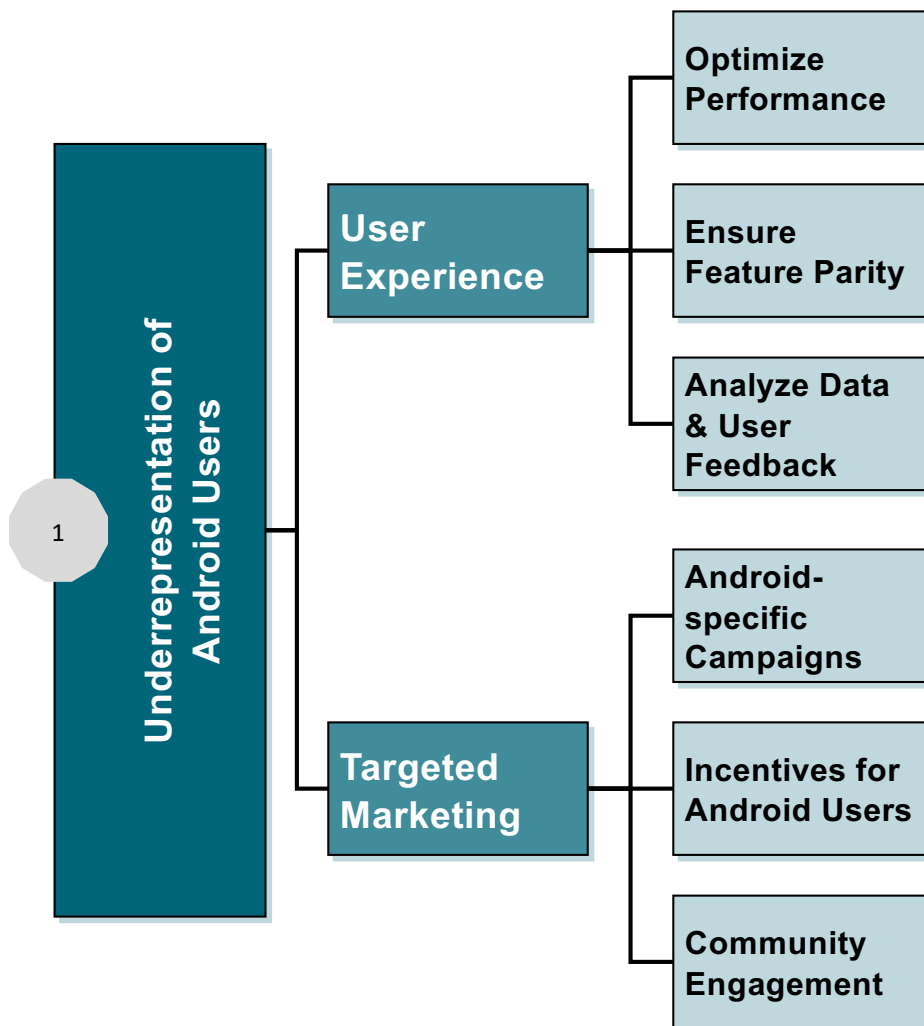 1
Underrepresentation of
Android Users
User
Experience
Optimize
Performance
Ensure
Feature Parity
Analyze Data
& User
Feedback
Targeted
Marketing
Android-
specific
Campaigns
Incentives for
Android Users
Community
Engagement